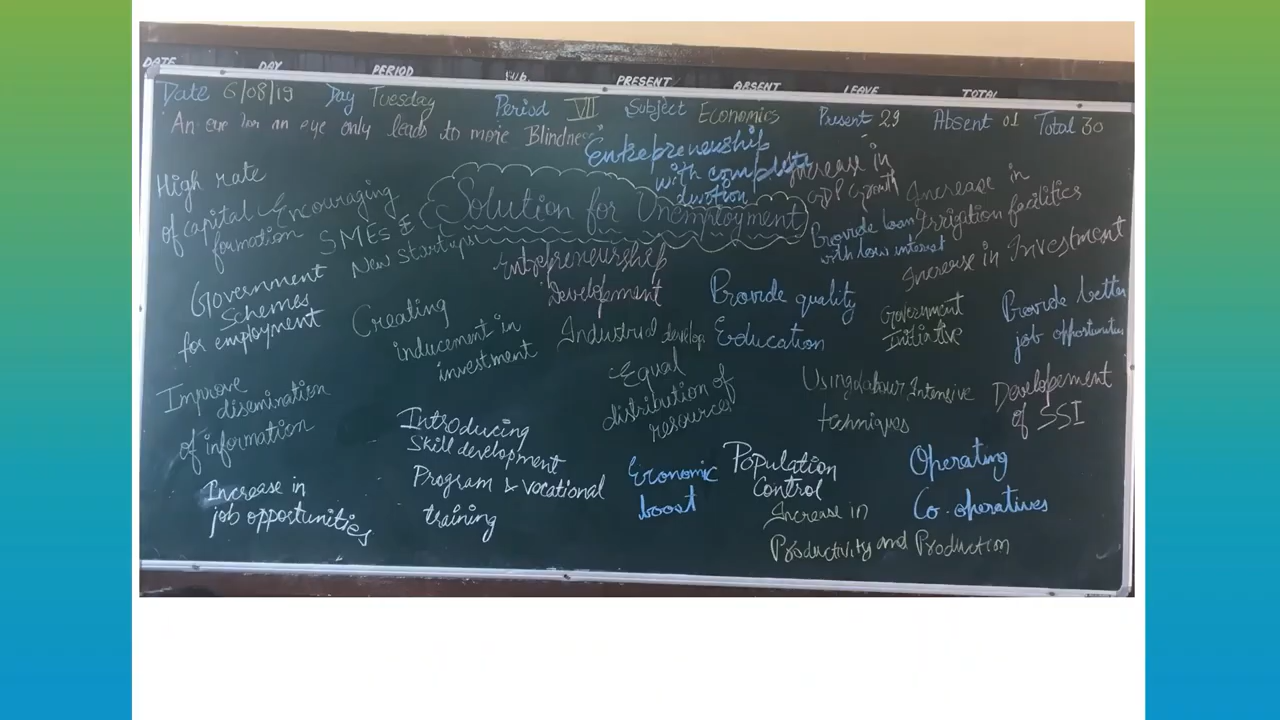 DATE DAY PERIOD SUB. PRESENT ABSENT LEAVE TOTAL
Date 6/08/19 Day Tuesday Period VII Subject Economics Present 29 Absent 01 Total 30
"An eye for an eye only leads to more Blindness"
Entrepreneurship
with complete
High rate
of capital
formation
Encouraging
SMEs &
New Startups
Solution for Unemployment
Increase in
GDP Growth
Increase in
Irrigation facilities
Provide loan
with low interest
Increase in Investment
Government
Schemes
for employment
Creating
inducement in
investment
Entrepreneurship
Development
Industrial develop
Provide quality
Education
Government
Initiative
Provide better
job opportunities
Improve
disemination
of information
Equal
distribution of
resources
Using labour Intensive
techniques
Developement
of SSI
Increase in
job opportunities
Introducing
Skill development
Program & Vocational
training
Economic
boost
Population
Control
Increase in
Productivity and Production
Operating
Co-operatives